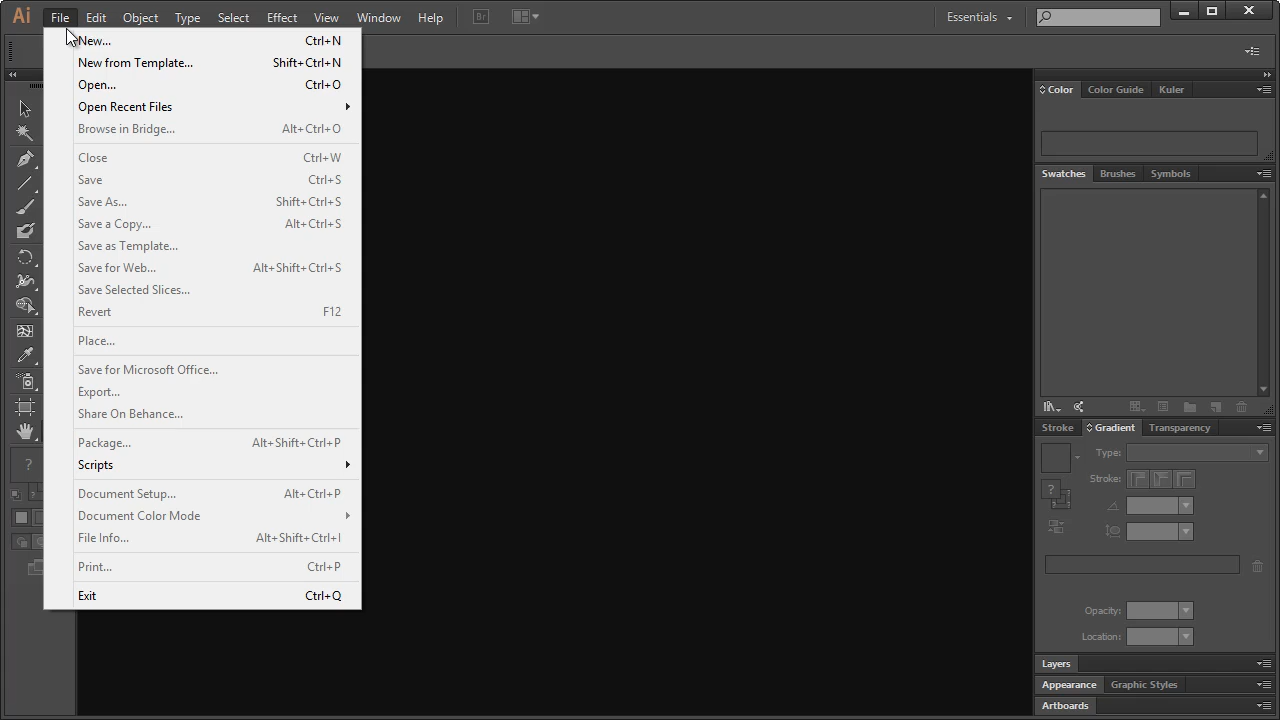 Ai File Edit Object Type Select Effect View Window Help Br Essentials
New... Ctrl+N
New from Template... Shift+Ctrl+N
Open... Ctrl+O
Open Recent Files
Browse in Bridge... Alt+Ctrl+O
Close Ctrl+W
Save Ctrl+S
Save As... Shift+Ctrl+S
Save a Copy... Alt+Ctrl+S
Save as Template...
Save for Web... Alt+Shift+Ctrl+S
Save Selected Slices...
Revert F12
Place...
Save for Microsoft Office...
Export...
Share On Behance...
Package... Alt+Shift+Ctrl+P
Scripts
Document Setup... Alt+Ctrl+P
Document Color Mode
File Info... Alt+Shift+Ctrl+I
Print... Ctrl+P
Exit Ctrl+Q
?
Color Color Guide Kuler
Swatches Brushes Symbols
Stroke Gradient Transparency
Type:
Stroke:
?
Opacity:
Location:
Layers
Appearance Graphic Styles
Artboards